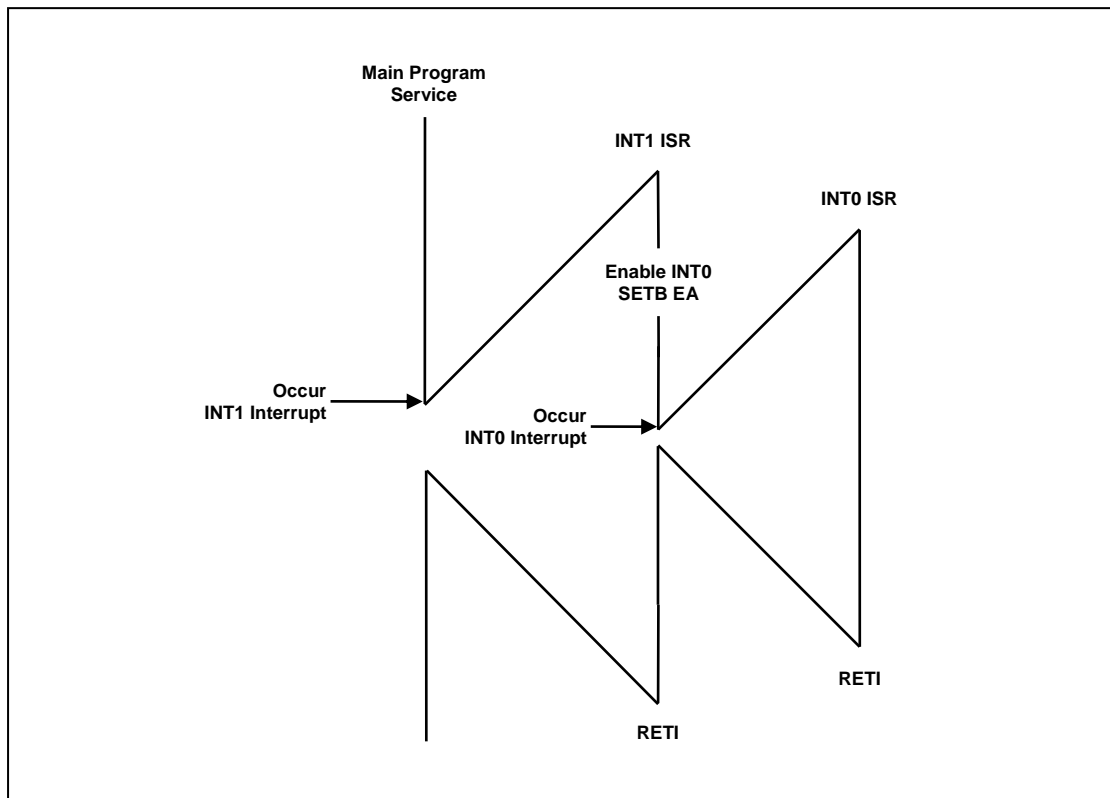 Main Program
Service
INT1 ISR
INT0 ISR
Enable INT0
SETB EA
Occur
INT1 Interrupt
Occur
INT0 Interrupt
RETI
RETI